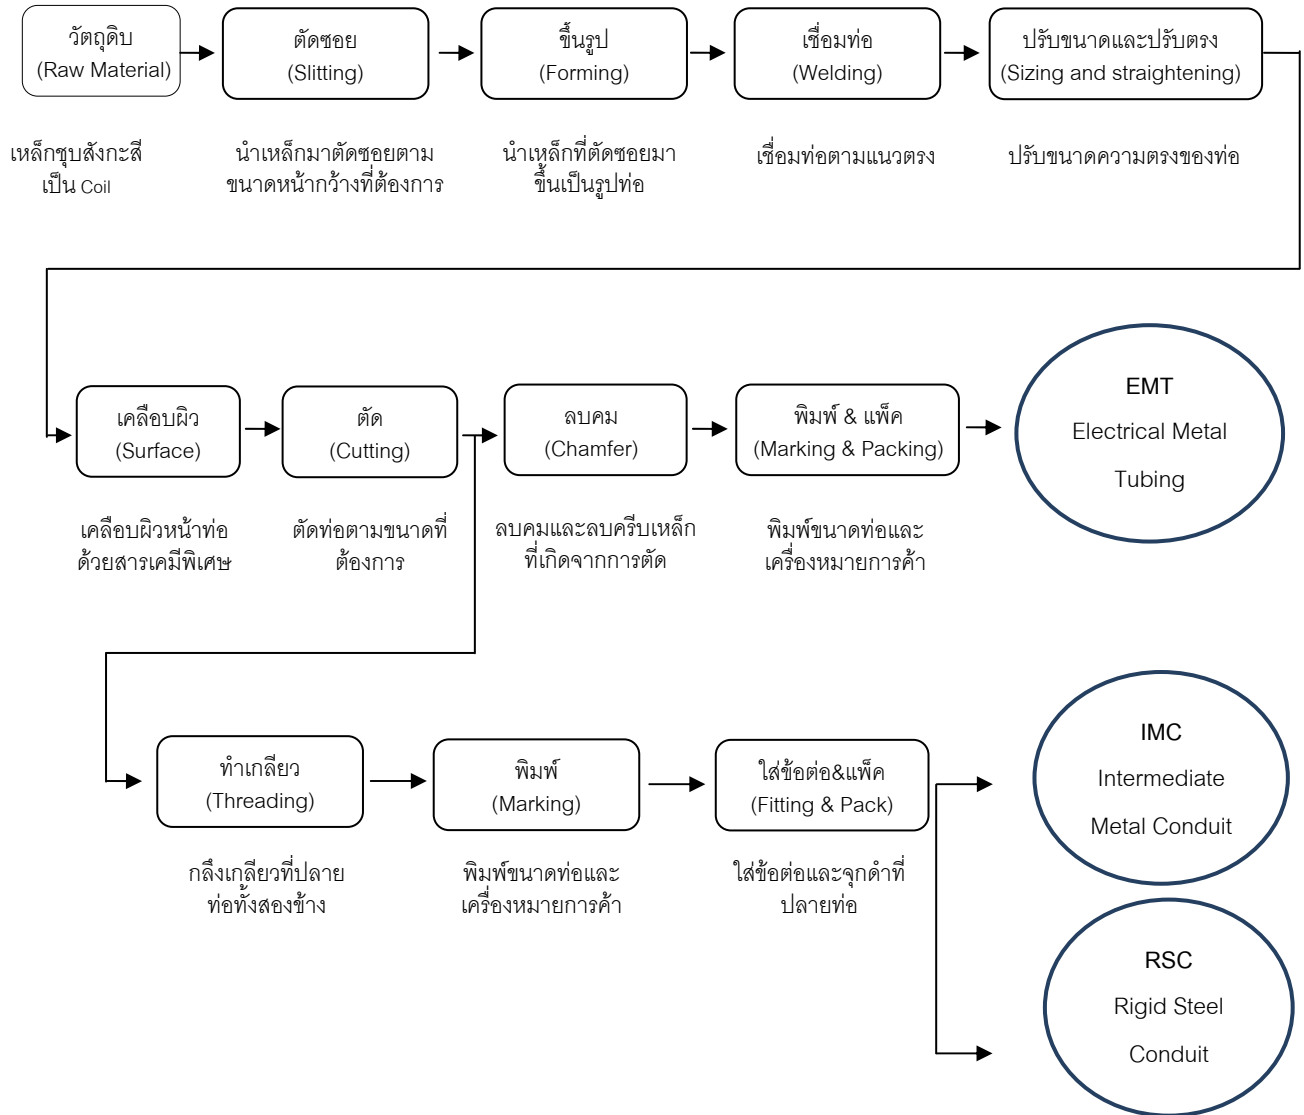 วัตถุดิบ
(Raw Material)
ตัดซอย
(Slitting)
ขึ้นรูป
(Forming)
เชื่อมท่อ
(Welding)
ปรับขนาดและปรับตรง
(Sizing and straightening)
เหล็กชุบสังกะสี
เป็น Coil
นำเหล็กมาตัดซอยตาม
ขนาดหน้ากว้างที่ต้องการ
นำเหล็กที่ตัดซอยมา
ขึ้นเป็นรูปท่อ
เชื่อมท่อตามแนวตรง
ปรับขนาดความตรงของท่อ
เคลือบผิว
(Surface)
ตัด
(Cutting)
ลบคม
(Chamfer)
พิมพ์ & แพ็ค
(Marking & Packing)
EMT
Electrical Metal
Tubing
เคลือบผิวหน้าท่อ
ด้วยสารเคมีพิเศษ
ตัดท่อตามขนาดที่
ต้องการ
ลบคมและลบครีบเหล็ก
ที่เกิดจากการตัด
พิมพ์ขนาดท่อและ
เครื่องหมายการค้า
ทำเกลียว
(Threading)
พิมพ์
(Marking)
ใส่ข้อต่อ&แพ็ค
(Fitting & Pack)
IMC
Intermediate
Metal Conduit
กลึงเกลียวที่ปลาย
ท่อทั้งสองข้าง
พิมพ์ขนาดท่อและ
เครื่องหมายการค้า
ใส่ข้อต่อและจุกดำที่
ปลายท่อ
RSC
Rigid Steel
Conduit